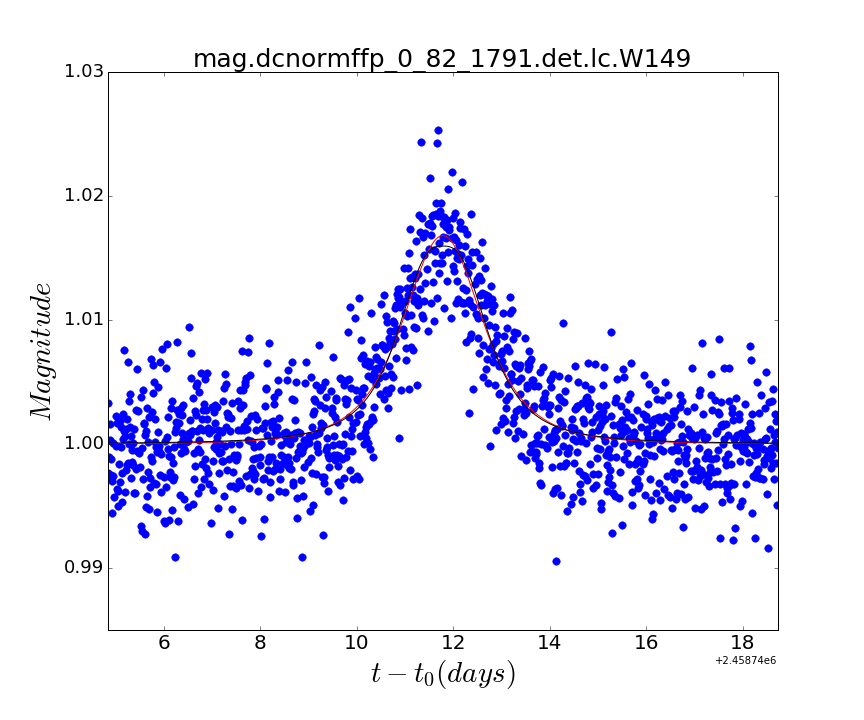 mag.dcnormffp_0_82_1791.det.lc.W149
1.03
1.02
1.01
1.00
0.99
Magnitude
6 8 10 12 14 16 18
+2.45874e6
t − t₀(days)